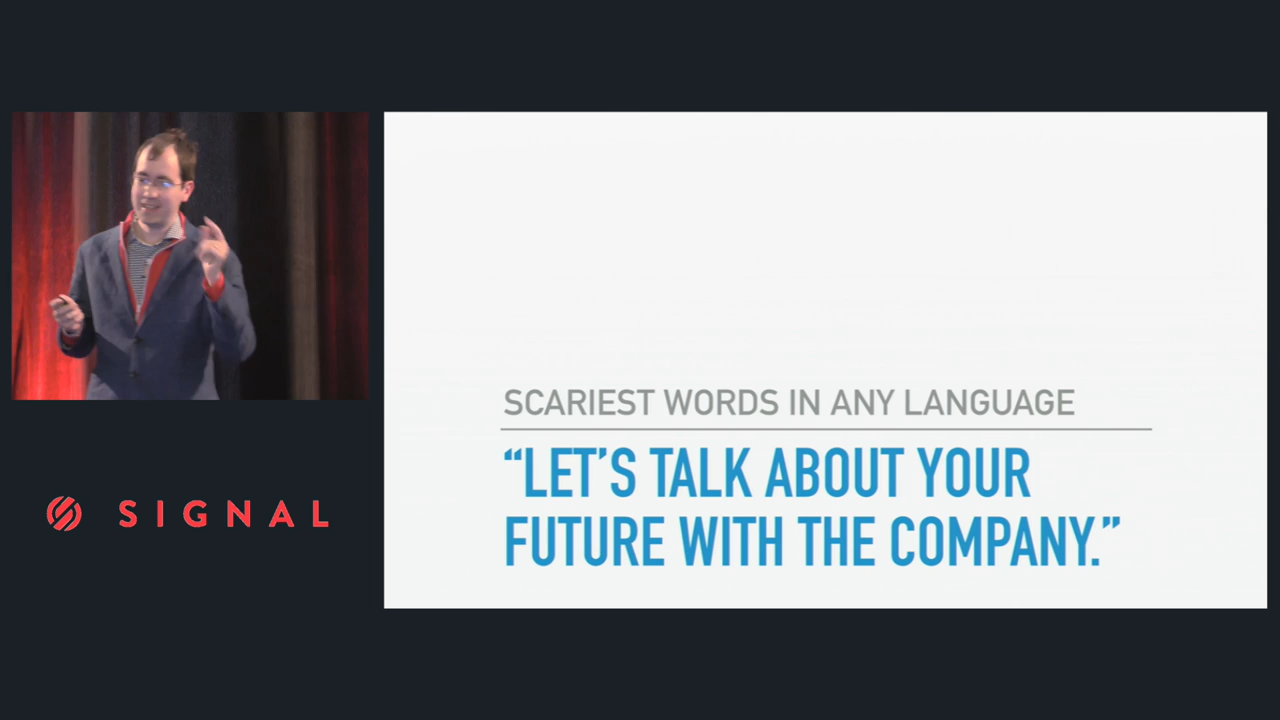 SCARIEST WORDS IN ANY LANGUAGE
“LET’S TALK ABOUT YOUR
FUTURE WITH THE COMPANY.”
SIGNAL